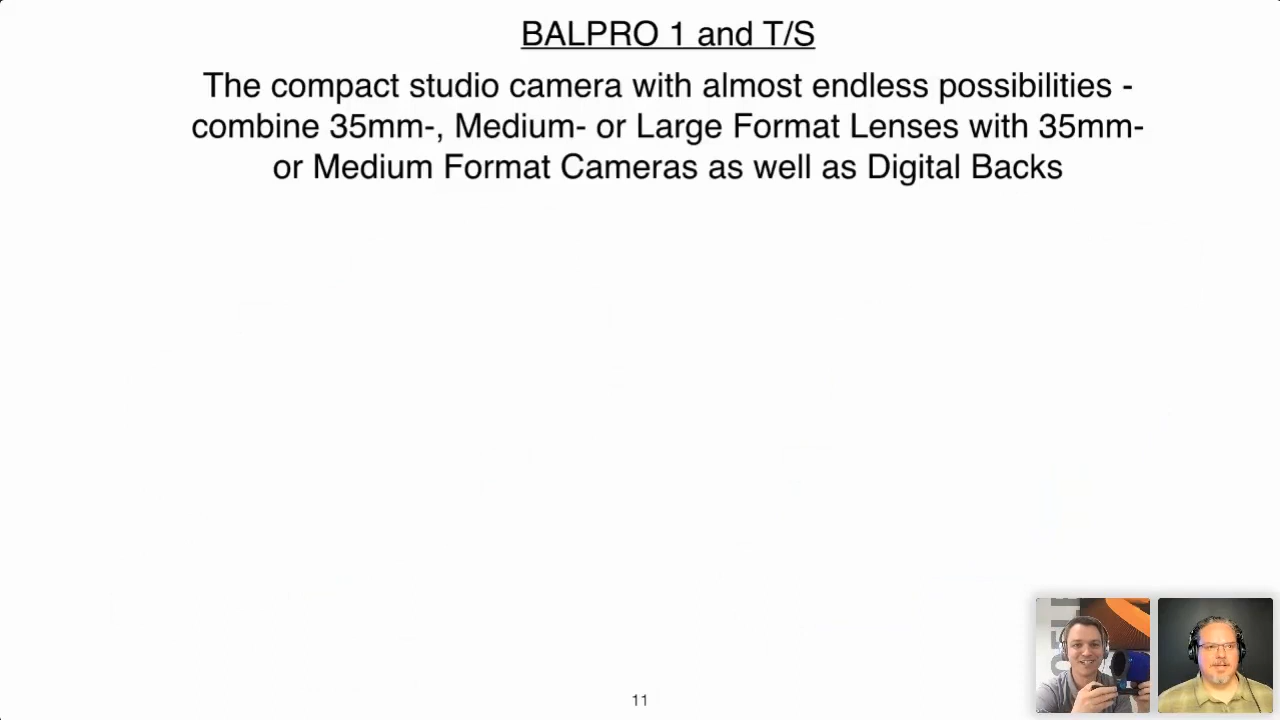 BALPRO 1 and T/S
The compact studio camera with almost endless possibilities -
combine 35mm-, Medium- or Large Format Lenses with 35mm-
or Medium Format Cameras as well as Digital Backs
11